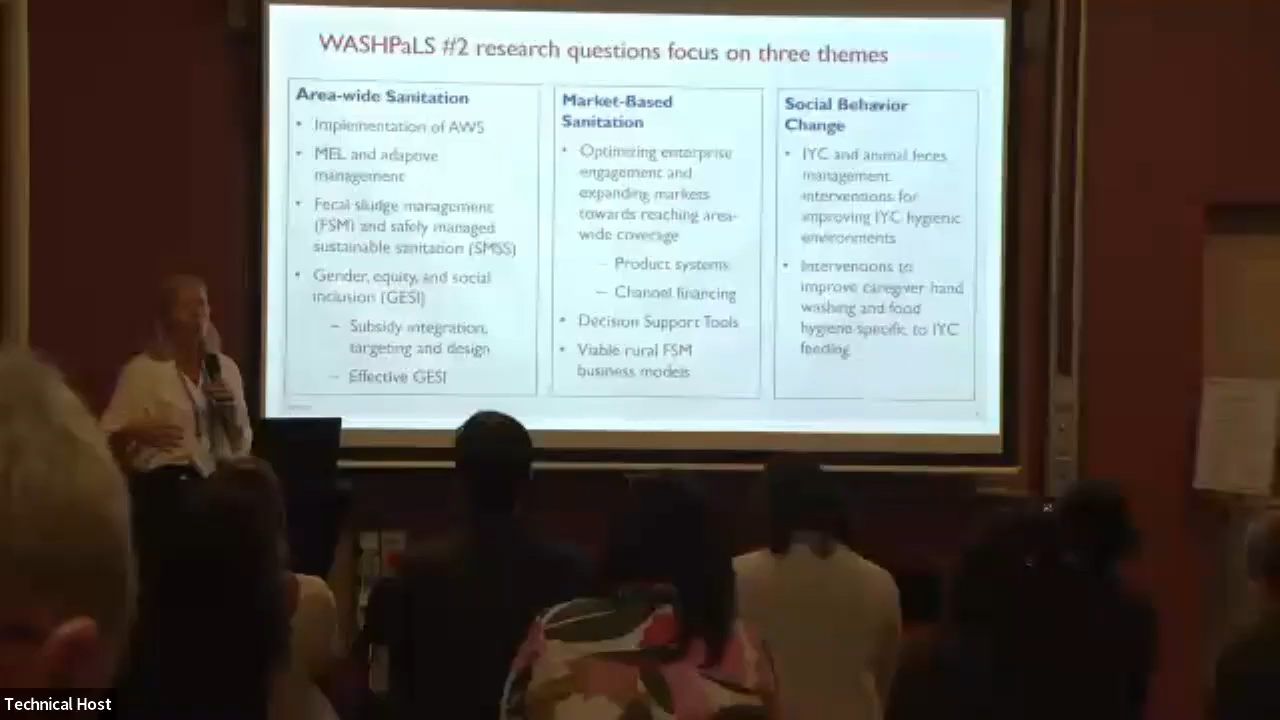 WASHPaLS #2 research questions focus on three themes
Area-wide Sanitation
• Implementation of AWS
• MEL and adapive
management
• Fecal sludge management
(FSM) and safely managed
sustainable sanitation (SMSS)
• Gender, equity, and social
inclusion (GESI)
– Subsidy integration,
targeting and design
– Effective GESI
Market-Based
Sanitation
• Optimizing enterprise
engagement and
expanding markets
towards reaching area-
wide coverage
– Product systems
– Channel financing
• Decision Support Tools
• Viable rural FSM
business models
Social Behavior
Change
• IYC and animal feces
management
interventions for
improving IYC hygienic
environments
• Interventions to
improve caregiver hand
washing and food
hygiene specific to IYC
feeding
Technical Host